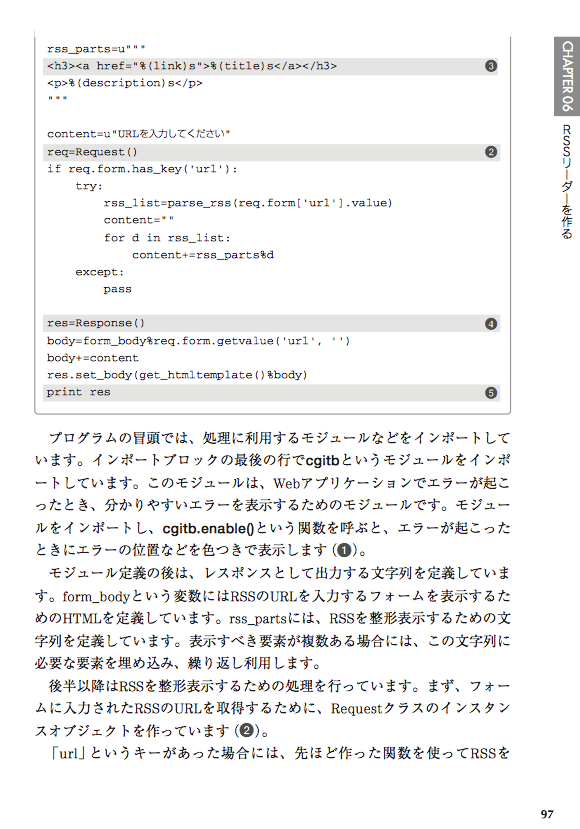 rss_parts=u"""
<h3><a href="%(link)s">%(title)s</a></h3> ❸
<p>%(description)s</p>
"""
content=u"URLを入力してください"
req=Request() ❷
if req.form.has_key('url'):
    try:
        rss_list=parse_rss(req.form['url'].value)
        content=""
        for d in rss_list:
            content+=rss_parts%d
    except:
        pass
res=Response() ❹
body=form_body%req.form.getvalue('url', '')
body+=content
res.set_body(get_htmltemplate()%body)
print res ❺
プログラムの冒頭では、処理に利用するモジュールなどをインポートして
います。インポートブロックの最後の行でcgitbというモジュールをインポ
ートしています。このモジュールは、Webアプリケーションでエラーが起こ
ったとき、分かりやすいエラーを表示するためのモジュールです。モジュー
ルをインポートし、cgitb.enable()という関数を呼ぶと、エラーが起こった
ときにエラーの位置などを色つきで表示します（❶）。
モジュール定義の後は、レスポンスとして出力する文字列を定義していま
す。form_bodyという変数にはRSSのURLを入力するフォームを表示するた
めのHTMLを定義しています。rss_partsには、RSSを整形表示するための文
字列を定義しています。表示すべき要素が複数ある場合には、この文字列に
必要な要素を埋め込み、繰り返し利用します。
後半以降はRSSを整形表示するための処理を行っています。まず、フォー
ムに入力されたRSSのURLを取得するために、Requestクラスのインスタン
スオブジェクトを作っています（❷）。
「url」というキーがあった場合には、先ほど作った関数を使ってRSSを
CHAPTER 06
RSSリーダーを作る
97